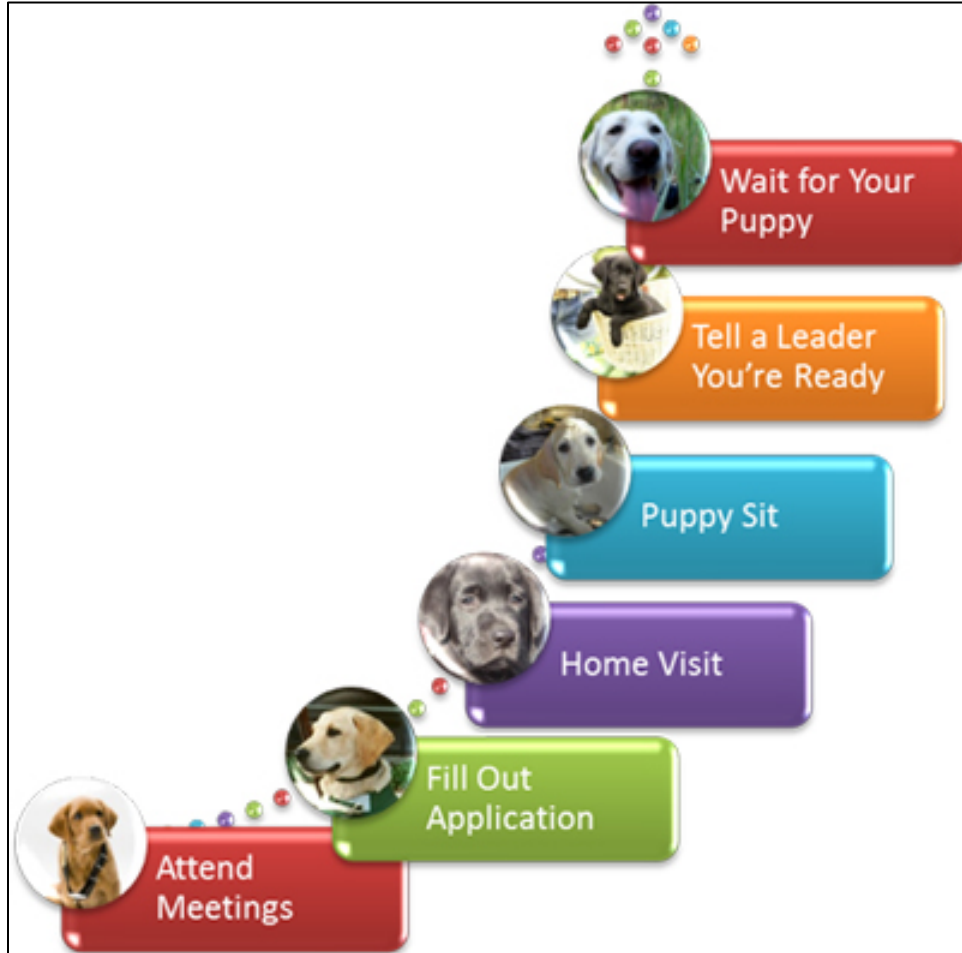 Wait for Your
Puppy
Tell a Leader
You're Ready
Puppy Sit
Home Visit
Fill Out
Application
Attend
Meetings